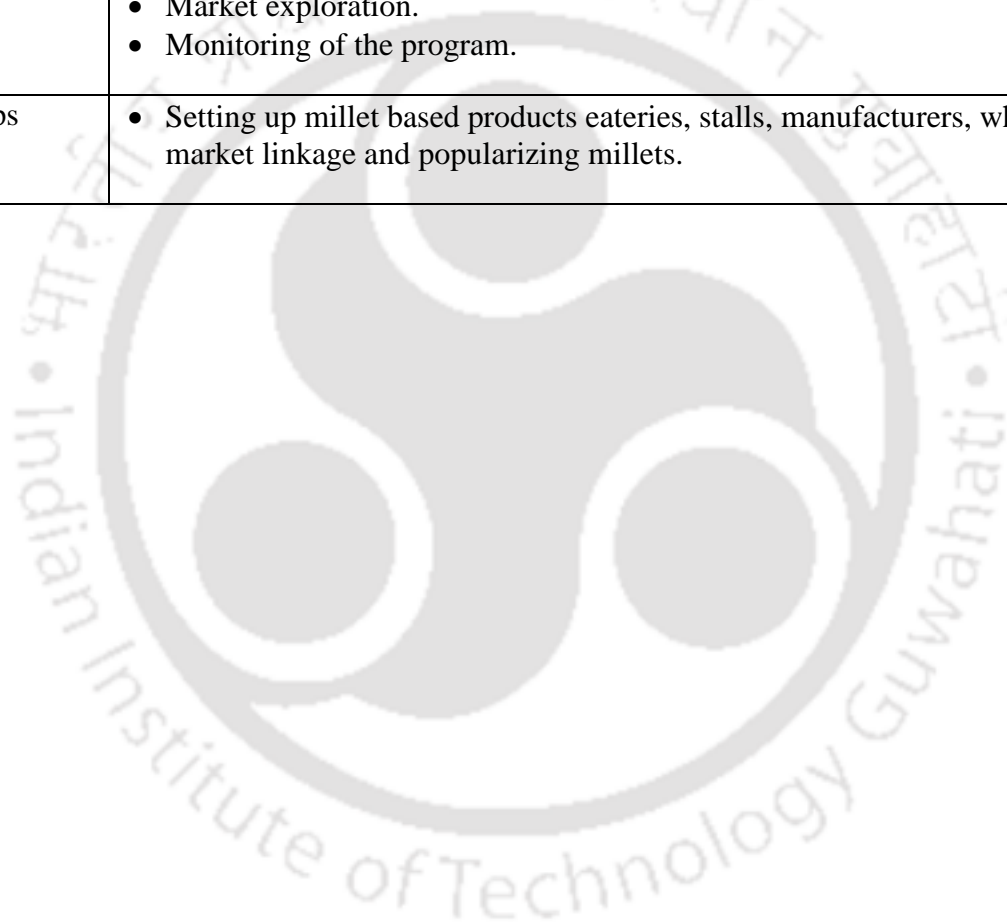 • Market exploration.
• Monitoring of the program.
• Setting up millet based products eateries, stalls, manufacturers,
market linkage and popularizing millets.
• Indian Institute of Technology Guwahati •